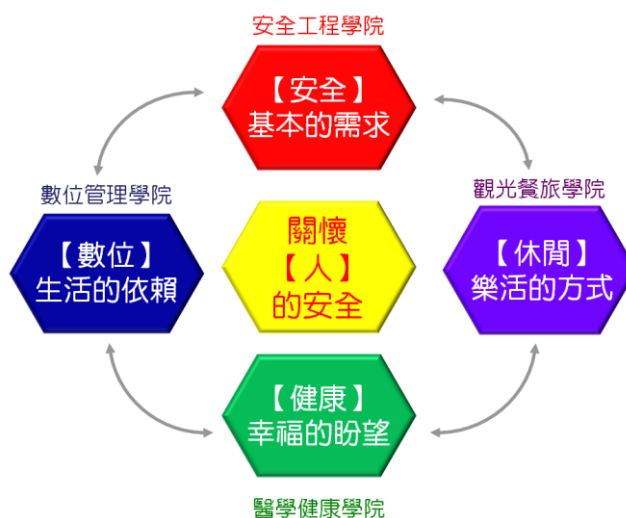 安全工程學院
【安全】
基本的需求
數位管理學院
【數位】
生活的依賴
關懷
【人】
的安全
觀光餐旅學院
【休閒】
樂活的方式
【健康】
幸福的盼望
醫學健康學院